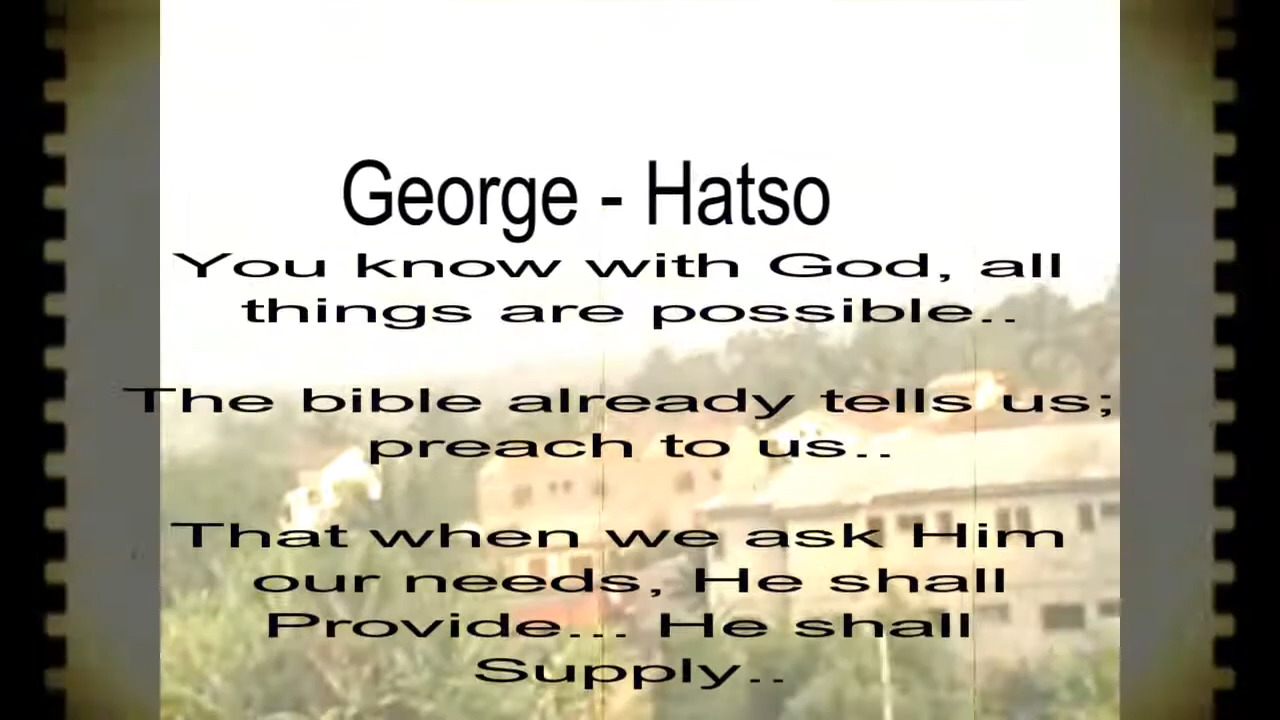 George - Hatso
You know with God, all
things are possible..
The bible already tells us;
preach to us..
That when we ask Him
our needs, He shall
Provide... He shall
Supply..